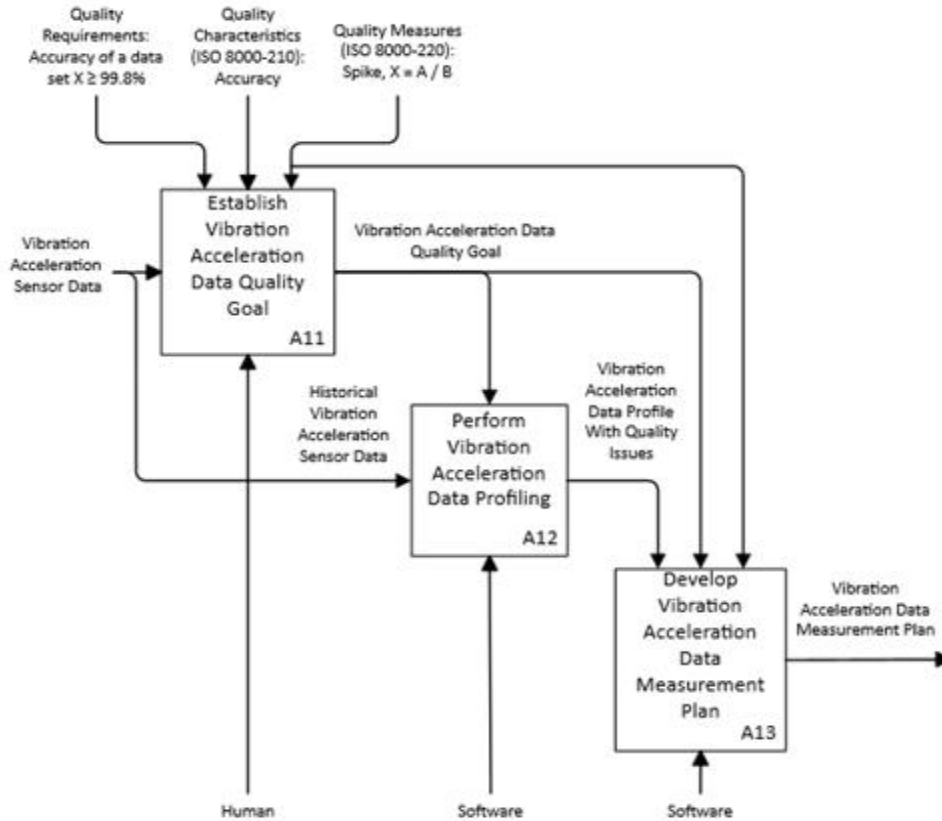 Quality
Requirements:
Accuracy of a data
set X ≥ 99.8%
Quality
Characteristics
(ISO 8000-210):
Accuracy
Quality Measures
(ISO 8000-220):
Spike, X = A / B
Vibration
Acceleration
Sensor Data
Establish
Vibration
Acceleration
Data Quality
Goal
A11
Vibration Acceleration Data
Quality Goal
Historical
Vibration
Acceleration
Sensor Data
Perform
Vibration
Acceleration
Data Profiling
A12
Vibration
Acceleration
Data Profile
With Quality
Issues
Develop
Vibration
Acceleration
Data
Measurement
Plan
A13
Vibration
Acceleration Data
Measurement Plan
Human
Software
Software